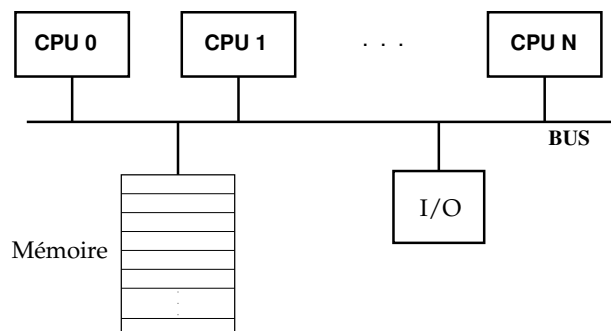 CPU 0
CPU 1
. . .
CPU N
BUS
I/O
Mémoire